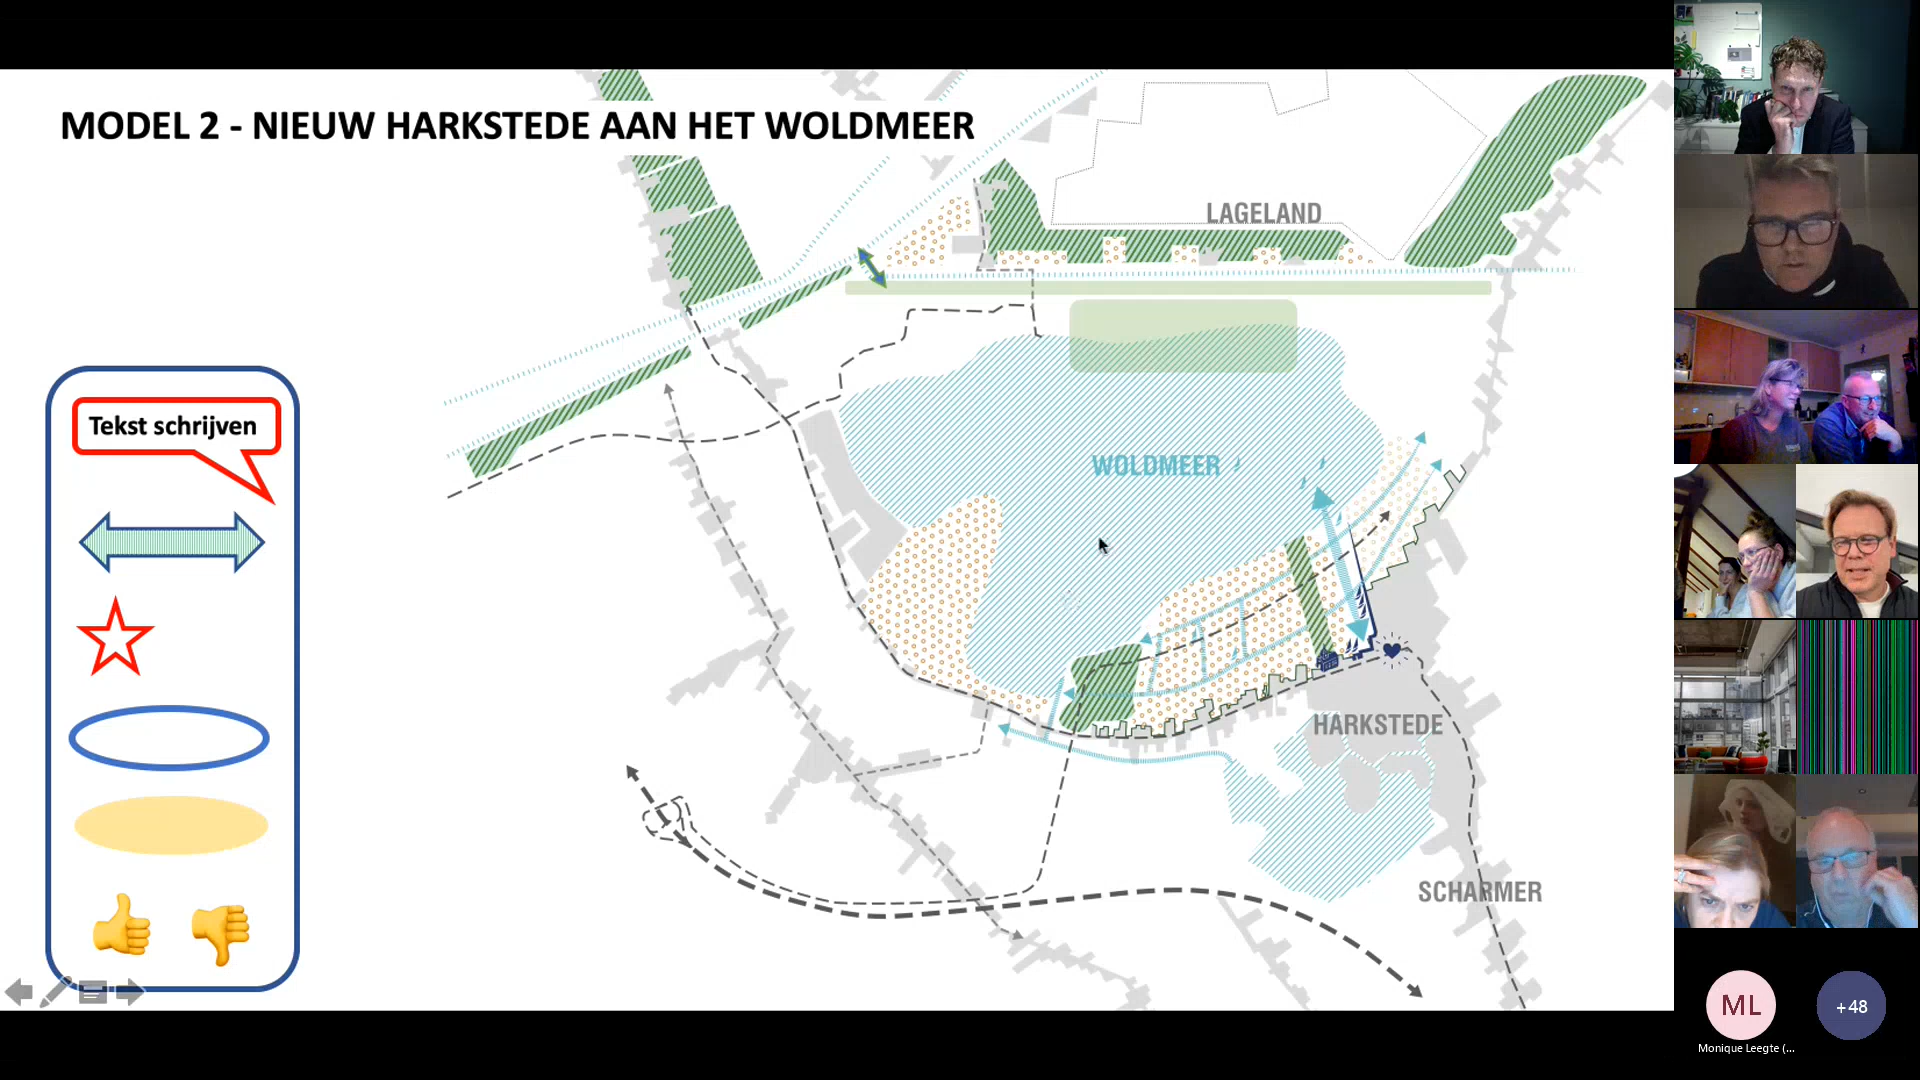 MODEL 2 - NIEUW HARKSTEDE AAN HET WOLDMEER
LAGELAND
Tekst schrijven
WOLDMEER
HARKSTEDE
SCHARMER
ML
+48
Monique Leegte (...